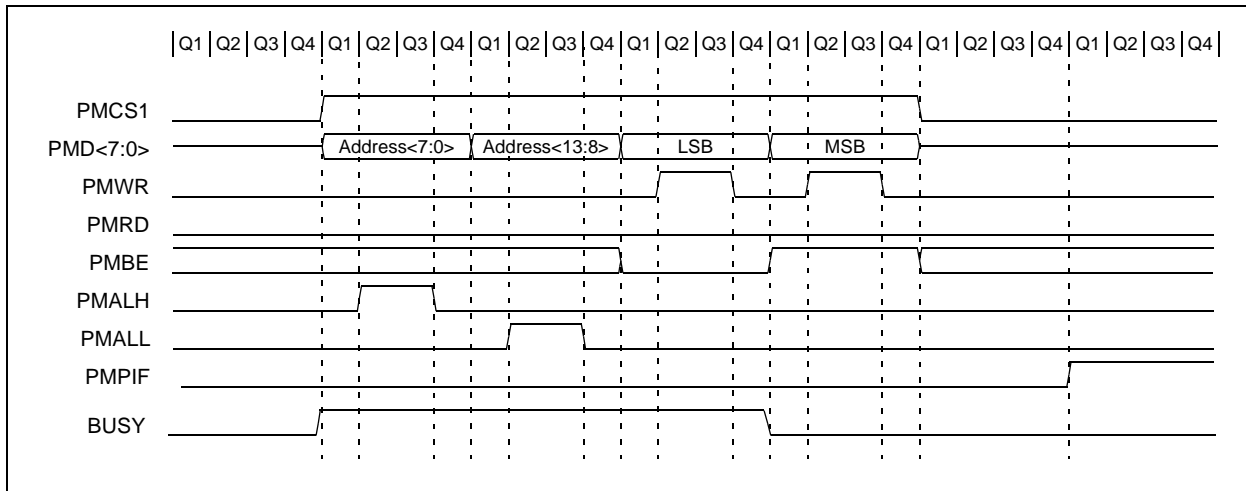 Q1 Q2 Q3 Q4 Q1 Q2 Q3 Q4 Q1 Q2 Q3 Q4 Q1 Q2 Q3 Q4 Q1 Q2 Q3 Q4 Q1 Q2 Q3 Q4 Q1 Q2 Q3 Q4
PMCS1
PMD<7:0> Address<7:0> Address<13:8> LSB MSB
PMWR
PMRD
PMBE
PMALH
PMALL
PMPIF
BUSY